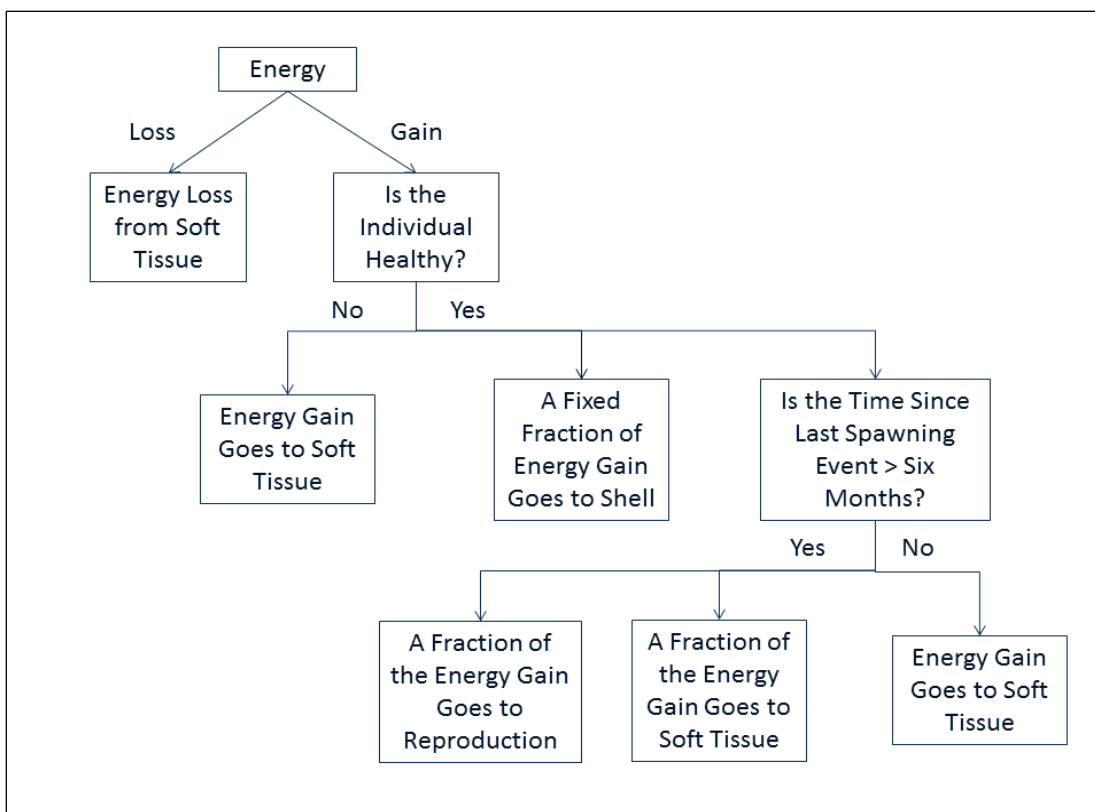 Energy
Loss
Gain
Energy Loss
from Soft
Tissue
Is the
Individual
Healthy?
No
Yes
Energy Gain
Goes to Soft
Tissue
A Fixed
Fraction of
Energy Gain
Goes to Shell
Is the Time Since
Last Spawning
Event > Six
Months?
Yes
No
A Fraction of
the Energy Gain
Goes to
Reproduction
A Fraction of
the Energy
Gain Goes to
Soft Tissue
Energy Gain
Goes to Soft
Tissue